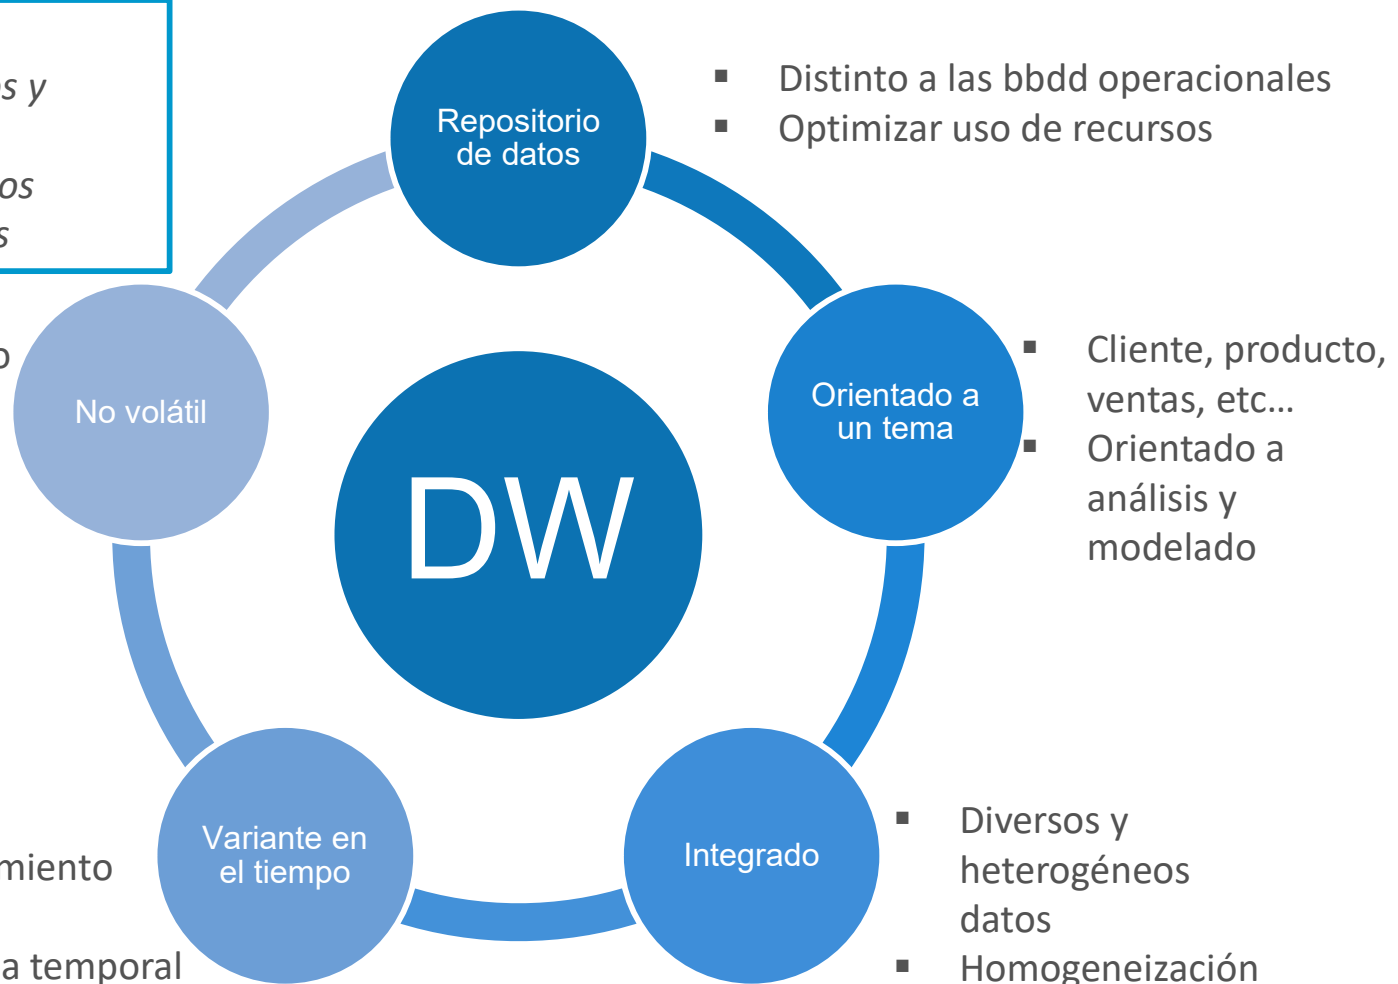 s y
os
s
Repositorio
de datos
▪ Distinto a las bbdd operacionales
▪ Optimizar uso de recursos
o
No volátil
Orientado a
un tema
▪ Cliente, producto,
ventas, etc…
▪ Orientado a
análisis y
modelado
DW
Variante en
el tiempo
miento
a temporal
Integrado
▪ Diversos y
heterogéneos
datos
▪ Homogeneización